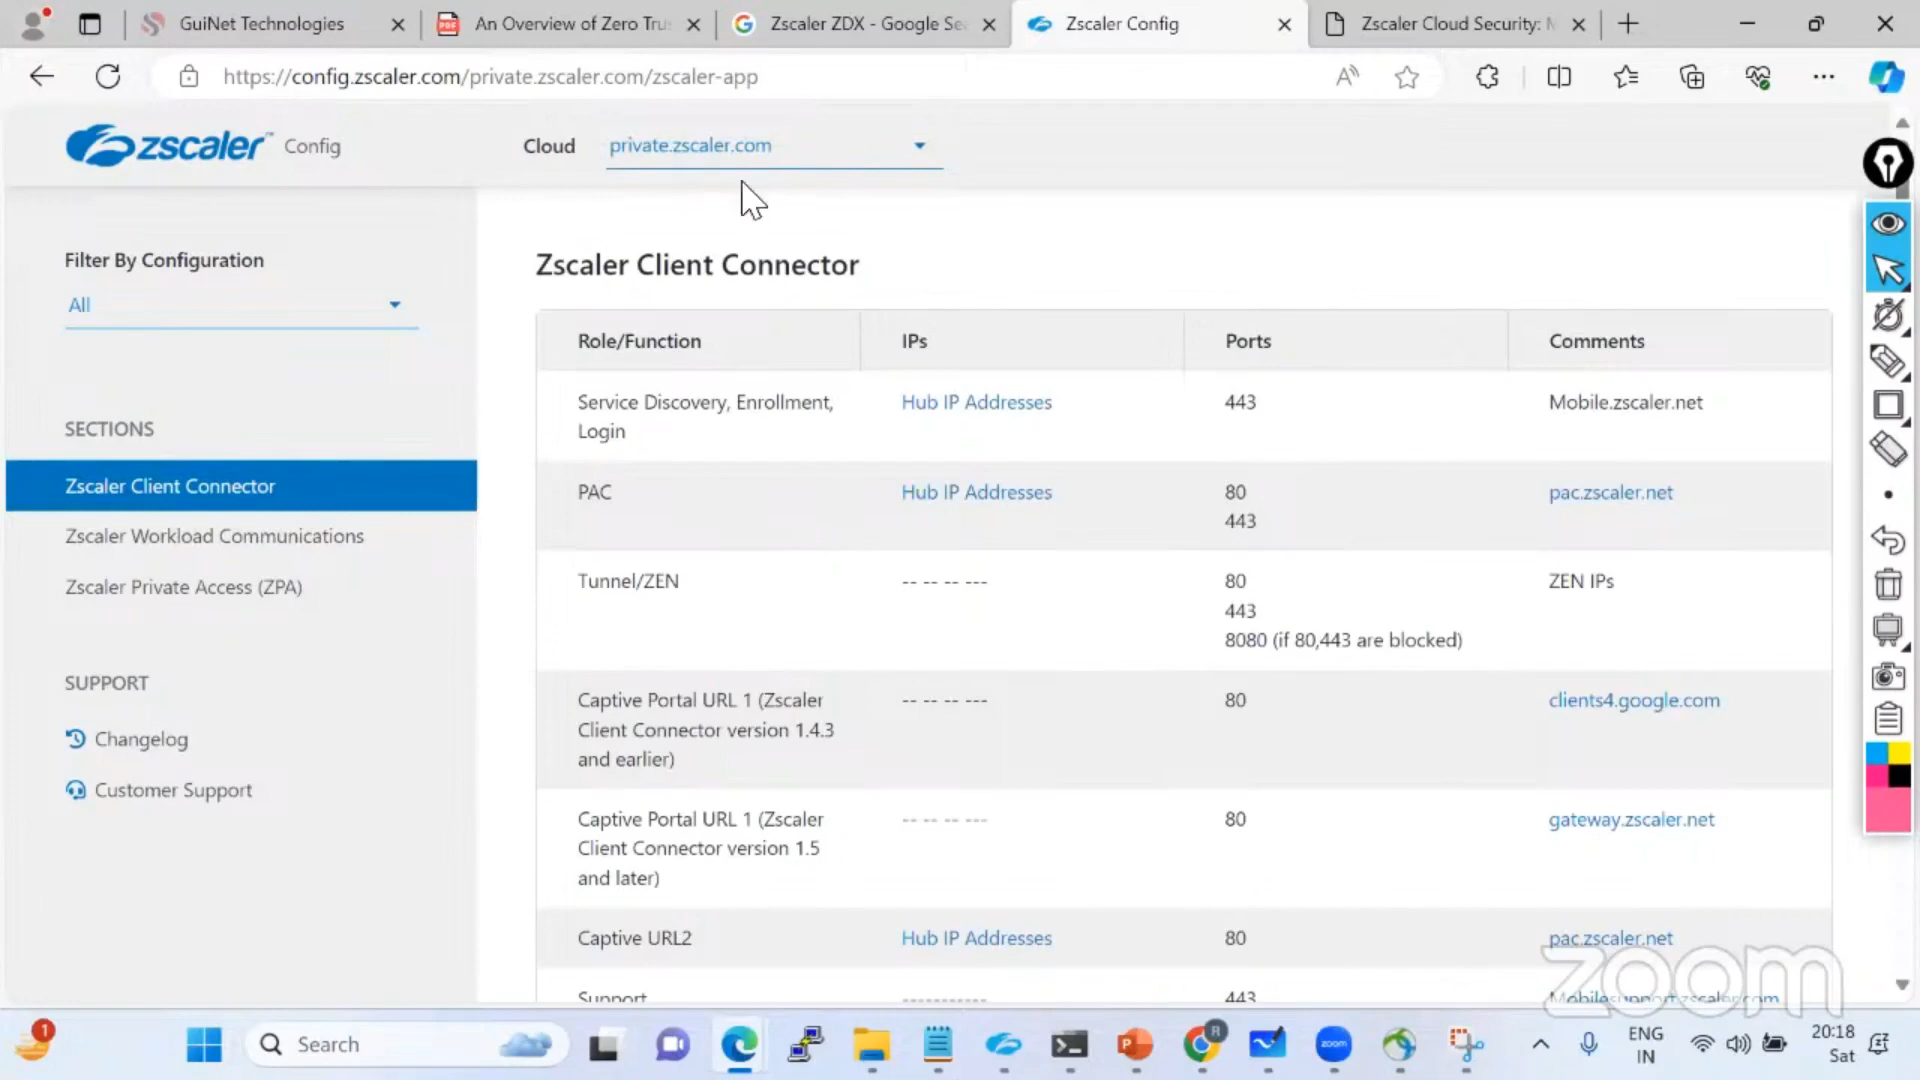 GuiNet Technologies
An Overview of Zero Tru
Zscaler ZDX - Google Se
Zscaler Config
Zscaler Cloud Security: M
https://config.zscaler.com/private.zscaler.com/zscaler-app
zscaler™ Config
Cloud private.zscaler.com
Filter By Configuration
All
SECTIONS
Zscaler Client Connector
Zscaler Workload Communications
Zscaler Private Access (ZPA)
SUPPORT
Changelog
Customer Support
Zscaler Client Connector
Role/Function IPs Ports Comments
Service Discovery, Enrollment, Hub IP Addresses 443 Mobile.zscaler.net
Login
PAC Hub IP Addresses 80 pac.zscaler.net
443
Tunnel/ZEN -- -- -- --- 80 ZEN IPs
443
8080 (if 80,443 are blocked)
Captive Portal URL 1 (Zscaler -- -- -- --- 80 clients4.google.com
Client Connector version 1.4.3
and earlier)
Captive Portal URL 1 (Zscaler -- -- -- --- 80 gateway.zscaler.net
Client Connector version 1.5
and later)
Captive URL2 Hub IP Addresses 80 pac.zscaler.net
Support ----------- 443 Mobilesupport.zscaler.com
zoom
1
Search
R
zoom
ENG
IN
20:18
Sat